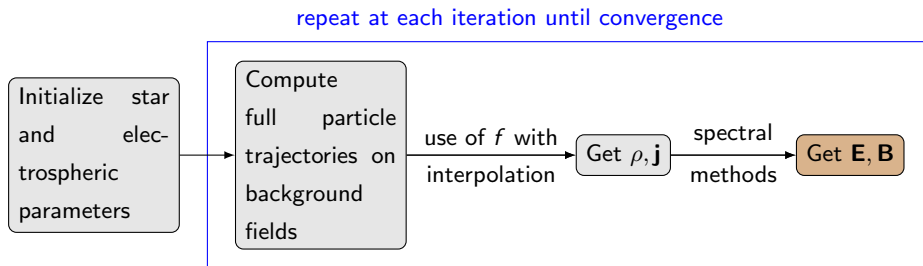 repeat at each iteration until convergence
Initialize star
and elec-
trospheric
parameters
Compute
full particle
trajectories on
background
fields
use of f with
interpolation
Get ρ, j
spectral
methods
Get E, B